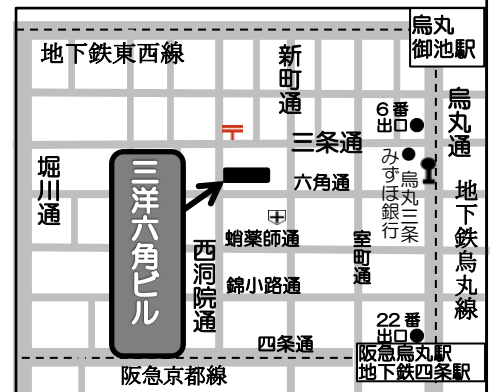 烏丸
御池駅
地下鉄東西線
新町通
烏丸通
6番
出口
三条通
みずほ銀行
烏丸三条
堀川通
三洋六角ビル
六角通
地下鉄烏丸線
蛸薬師通
室町通
西洞院通
錦小路通
22番
出口
四条通
阪急烏丸駅
地下鉄四条駅
阪急京都線